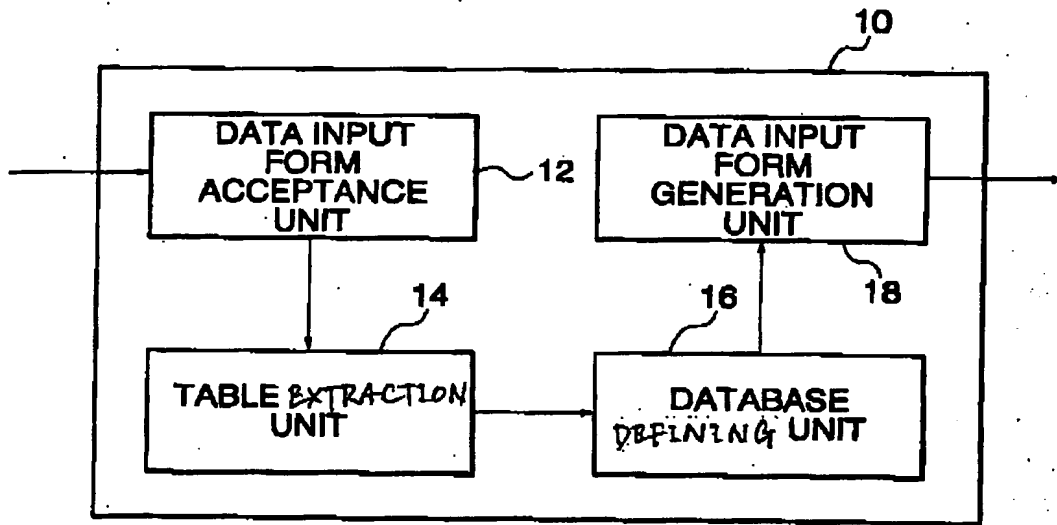 10
DATA INPUT
FORM
ACCEPTANCE
UNIT
12
DATA INPUT
FORM
GENERATION
UNIT
18
14
TABLE EXTRACTION
UNIT
16
DATABASE
DEFINING UNIT